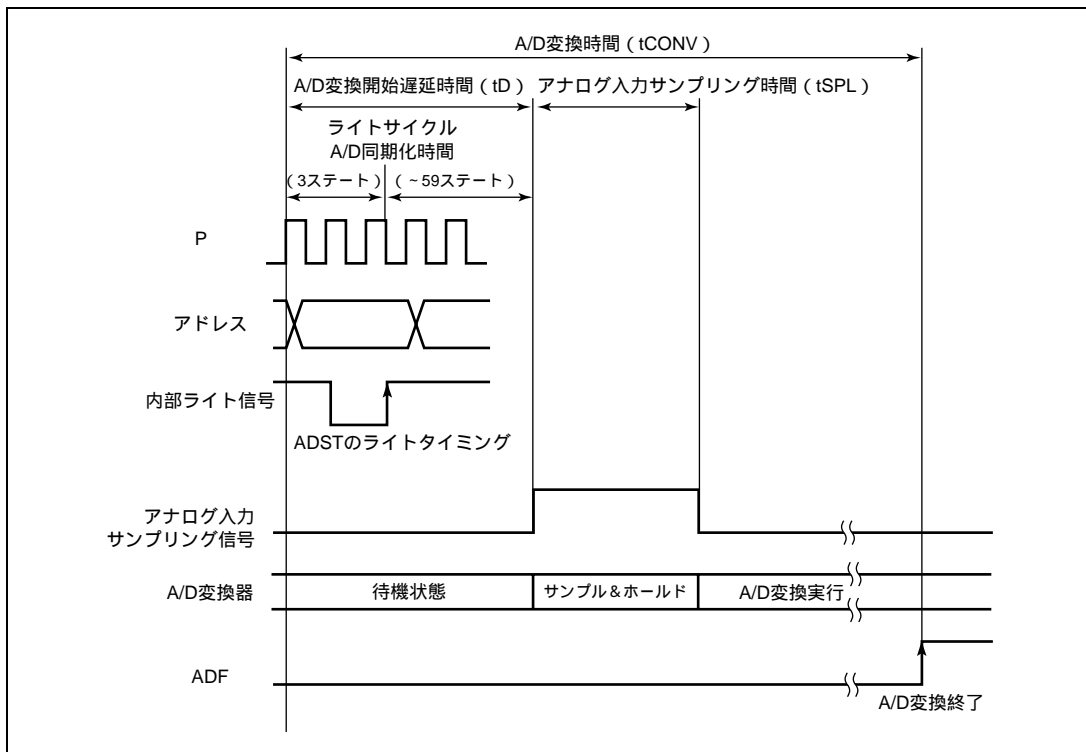 A/D変換時間（tCONV）
A/D変換開始遅延時間（tD）
アナログ入力サンプリング時間（tSPL）
ライトサイクル
A/D同期化時間
（3ステート）
（~59ステート）
P
アドレス
内部ライト信号
ADSTのライトタイミング
アナログ入力
サンプリング信号
A/D変換器
待機状態
サンプル＆ホールド
A/D変換実行
ADF
A/D変換終了